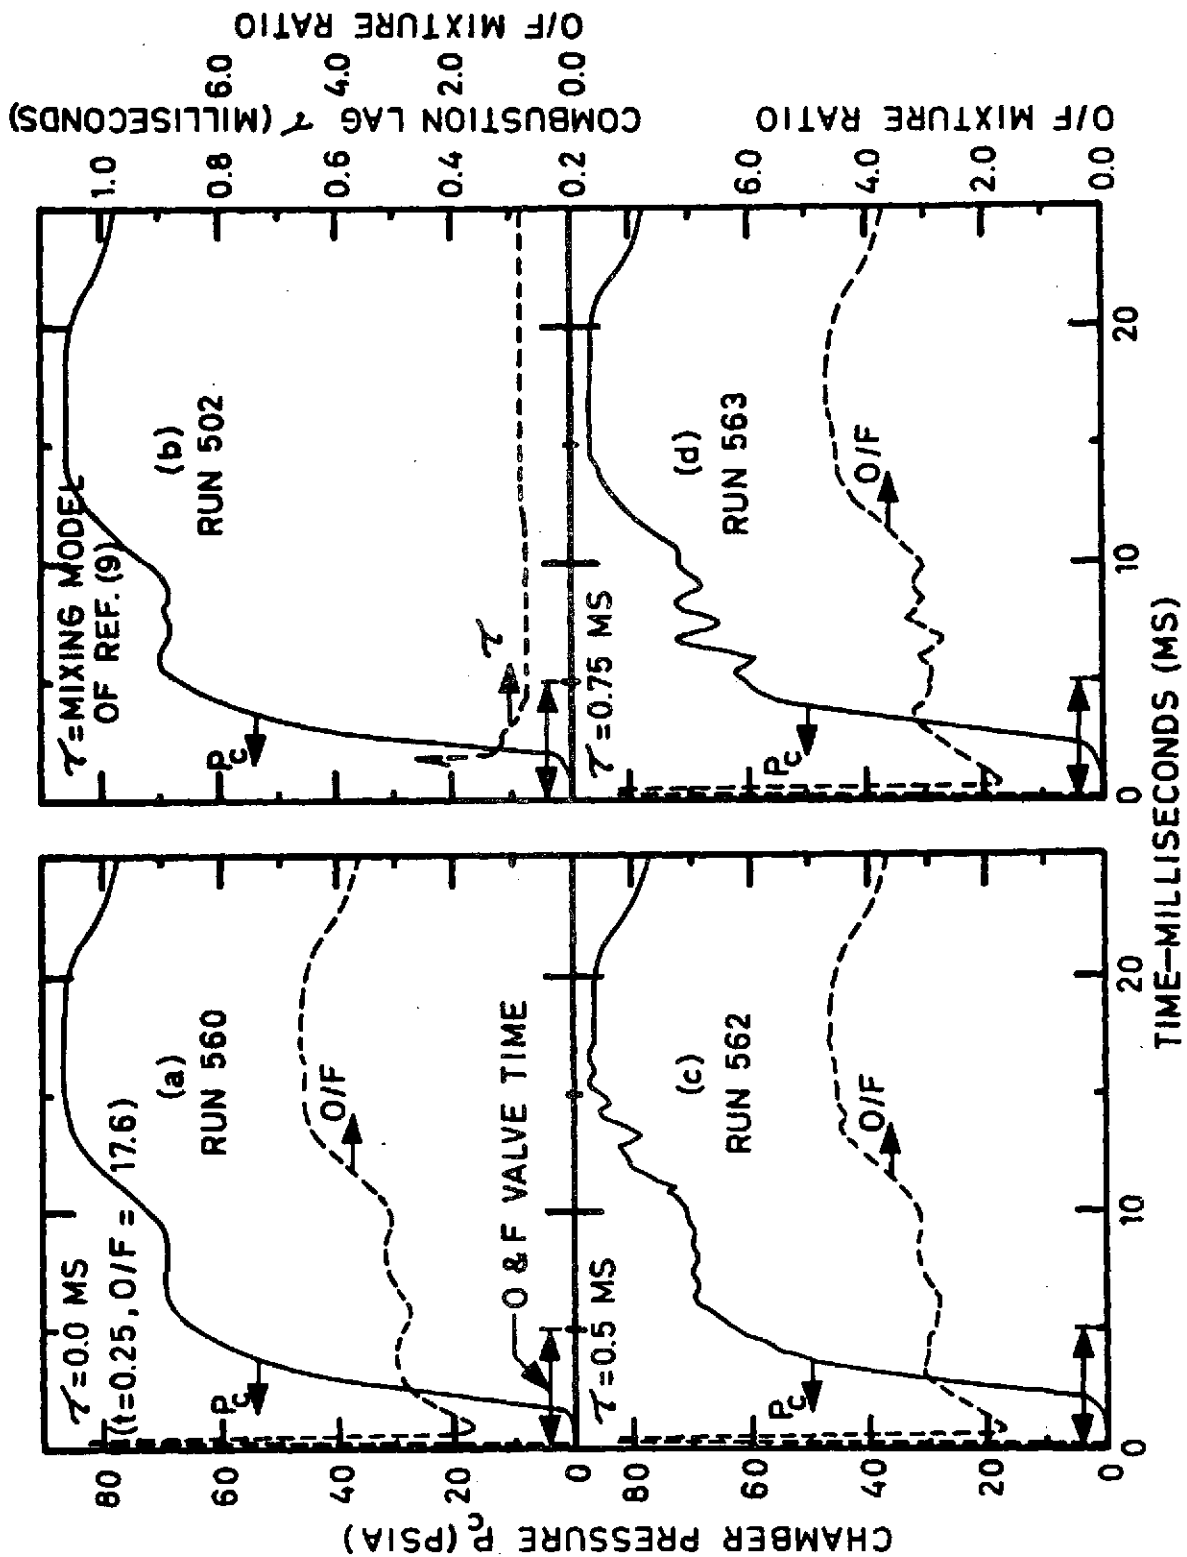 CHAMBER PRESSURE Pc (PSIA)
80
60
40
20
0
80
60
40
20
0
τ=0.0 MS
(t=0.25, O/F = 17.6)
(a)
RUN 560
Pc
O/F
O & F VALVE TIME
τ=MIXING MODEL
OF REF. (9)
(b)
RUN 502
Pc
τ
1.0
0.8
0.6
0.4
0.2
COMBUSTION LAG τ (MILLISECONDS)
6.0
4.0
2.0
0.0
O/F MIXTURE RATIO
τ=0.5 MS
(c)
RUN 562
Pc
O/F
τ=0.75 MS
(d)
RUN 563
Pc
O/F
6.0
4.0
2.0
0.0
O/F MIXTURE RATIO
0
10
20
0
10
20
TIME—MILLISECONDS (MS)